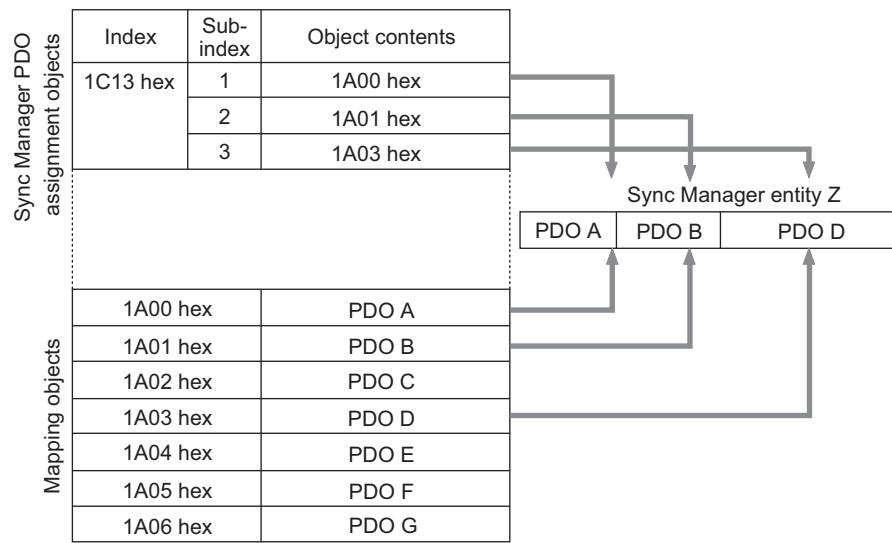 Sync Manager PDO
assignment objects
Index Sub-index Object contents
1C13 hex 1 1A00 hex
2 1A01 hex
3 1A03 hex
Sync Manager entity Z
PDO A PDO B PDO D
Mapping objects
1A00 hex PDO A
1A01 hex PDO B
1A02 hex PDO C
1A03 hex PDO D
1A04 hex PDO E
1A05 hex PDO F
1A06 hex PDO G